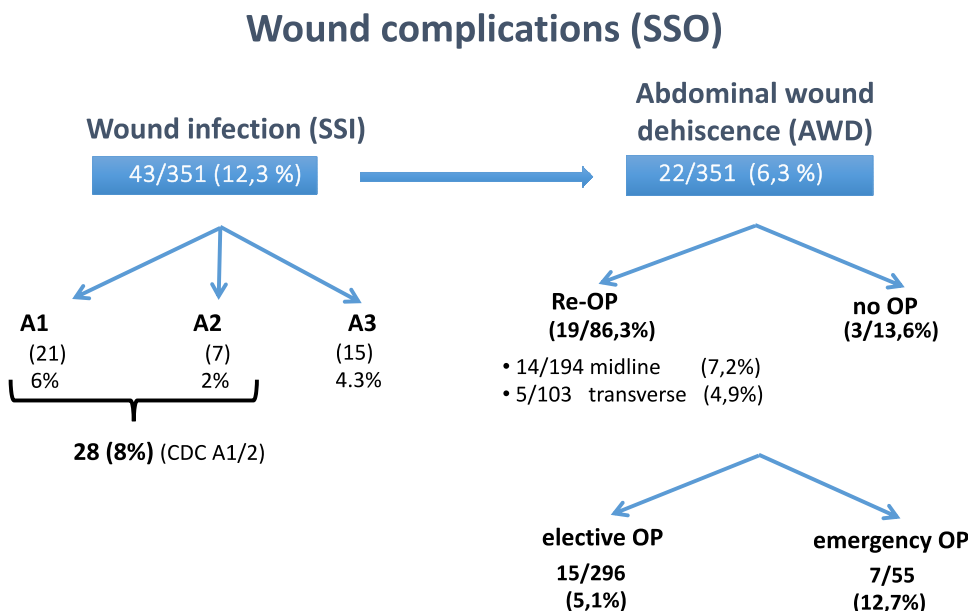 Wound complications (SSO)
Wound infection (SSI)
43/351 (12,3 %)
A1
(21)
6%
A2
(7)
2%
A3
(15)
4.3%
28 (8%) (CDC A1/2)
Abdominal wound
dehiscence (AWD)
22/351 (6,3 %)
Re-OP
(19/86,3%)
• 14/194 midline (7,2%)
• 5/103 transverse (4,9%)
no OP
(3/13,6%)
elective OP
15/296
(5,1%)
emergency OP
7/55
(12,7%)